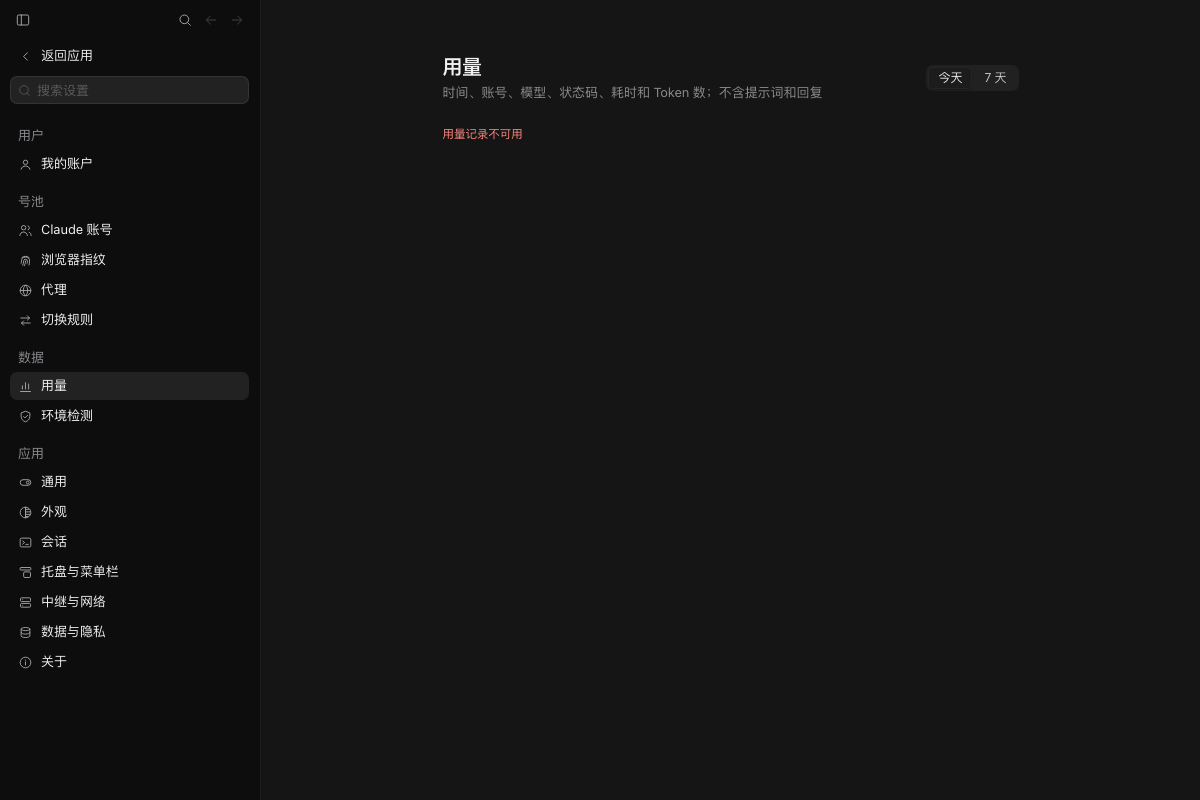 返回应用
搜索设置
用户
我的账户
号池
Claude 账号
浏览器指纹
代理
切换规则
数据
用量
环境检测
应用
通用
外观
会话
托盘与菜单栏
中继与网络
数据与隐私
关于
用量
时间、账号、模型、状态码、耗时和 Token 数；不含提示词和回复
今天 7 天
用量记录不可用